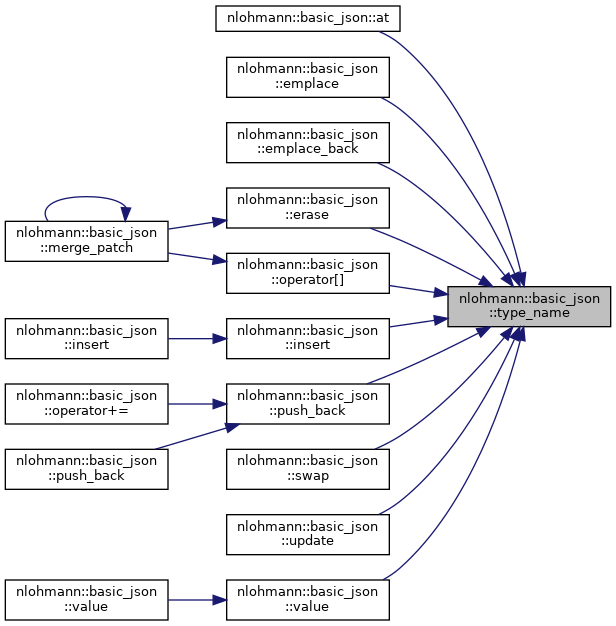 nlohmann::basic_json::at
nlohmann::basic_json
::emplace
nlohmann::basic_json
::emplace_back
nlohmann::basic_json
::erase
nlohmann::basic_json
::merge_patch
nlohmann::basic_json
::operator[]
nlohmann::basic_json
::type_name
nlohmann::basic_json
::insert
nlohmann::basic_json
::insert
nlohmann::basic_json
::operator+=
nlohmann::basic_json
::push_back
nlohmann::basic_json
::push_back
nlohmann::basic_json
::swap
nlohmann::basic_json
::update
nlohmann::basic_json
::value
nlohmann::basic_json
::value